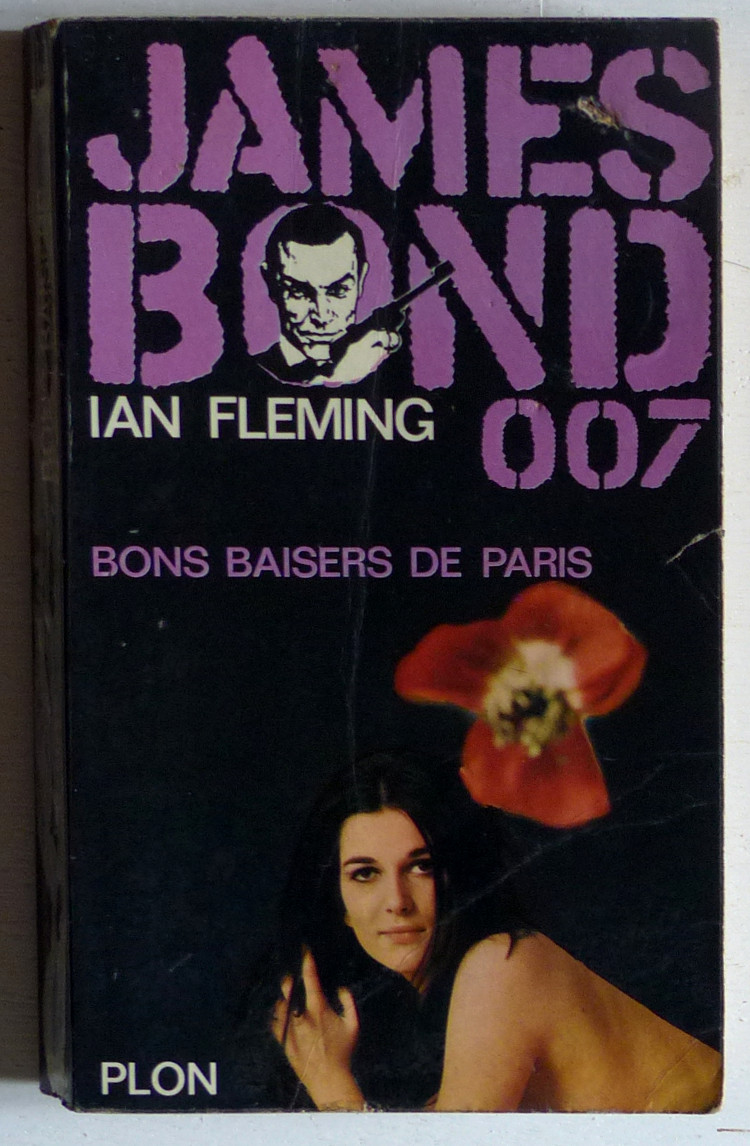 JAMES
BOND
IAN FLEMING
007
BONS BAISERS DE PARIS
PLON